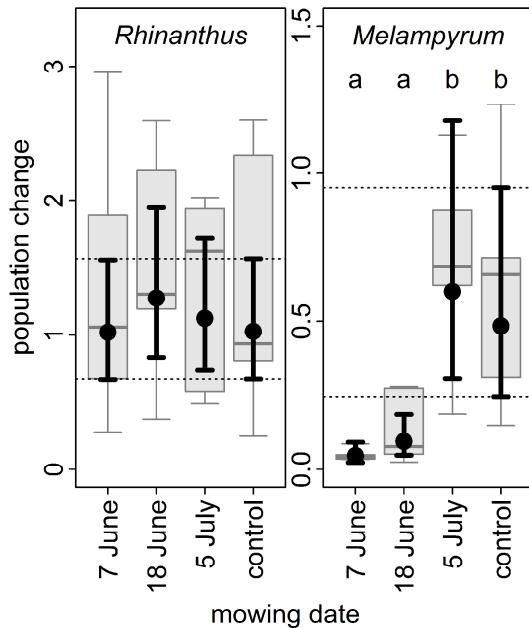 Rhinanthus
Melampyrum
a a b b
population change
3
2
1
0
1.5
1.0
0.5
0.0
7 June
18 June
5 July
control
7 June
18 June
5 July
control
mowing date